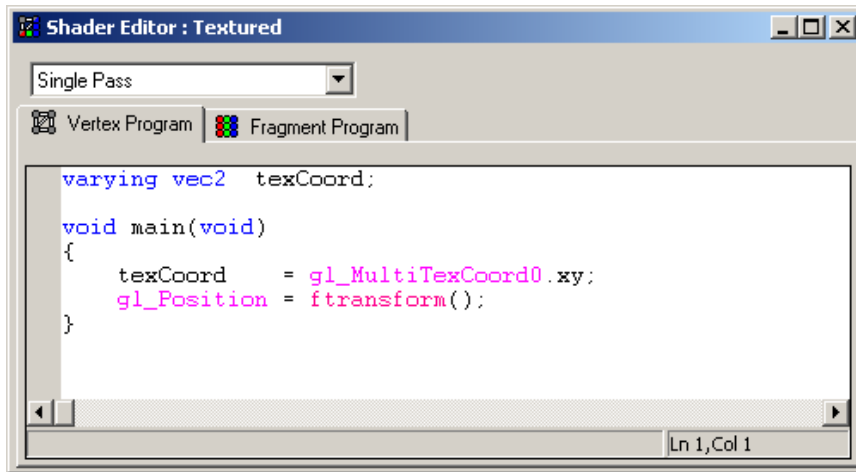 Shader Editor : Textured
Single Pass
Vertex Program Fragment Program
varying vec2  texCoord;
void main(void)
{
    texCoord    = gl_MultiTexCoord0.xy;
    gl_Position = ftransform();
}
Ln 1,Col 1